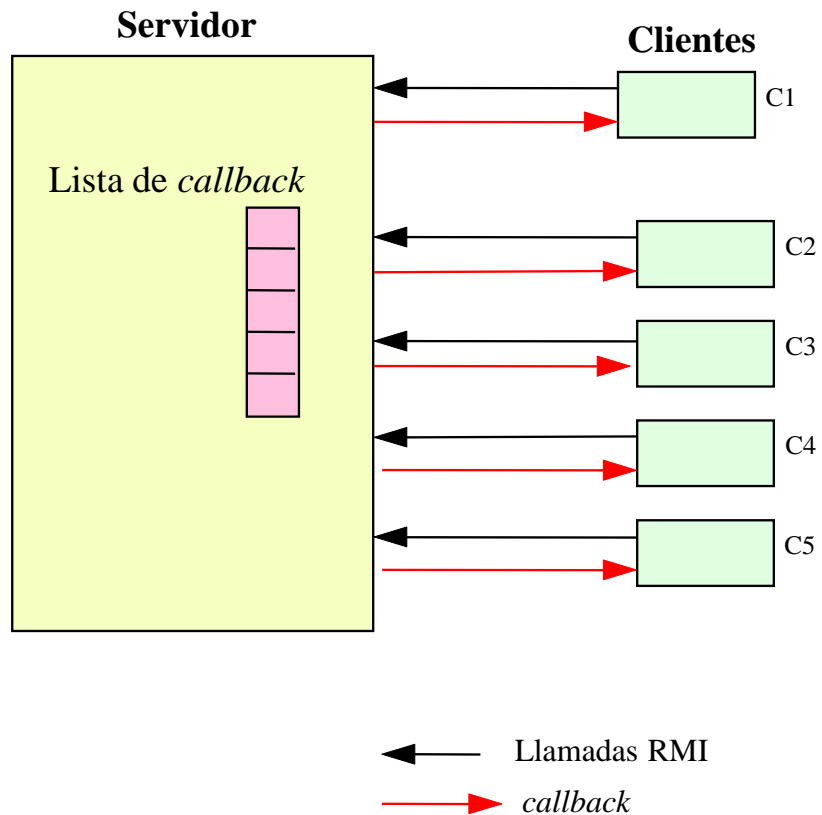 Servidor
Clientes
C1
Lista de callback
C2
C3
C4
C5
Llamadas RMI
callback